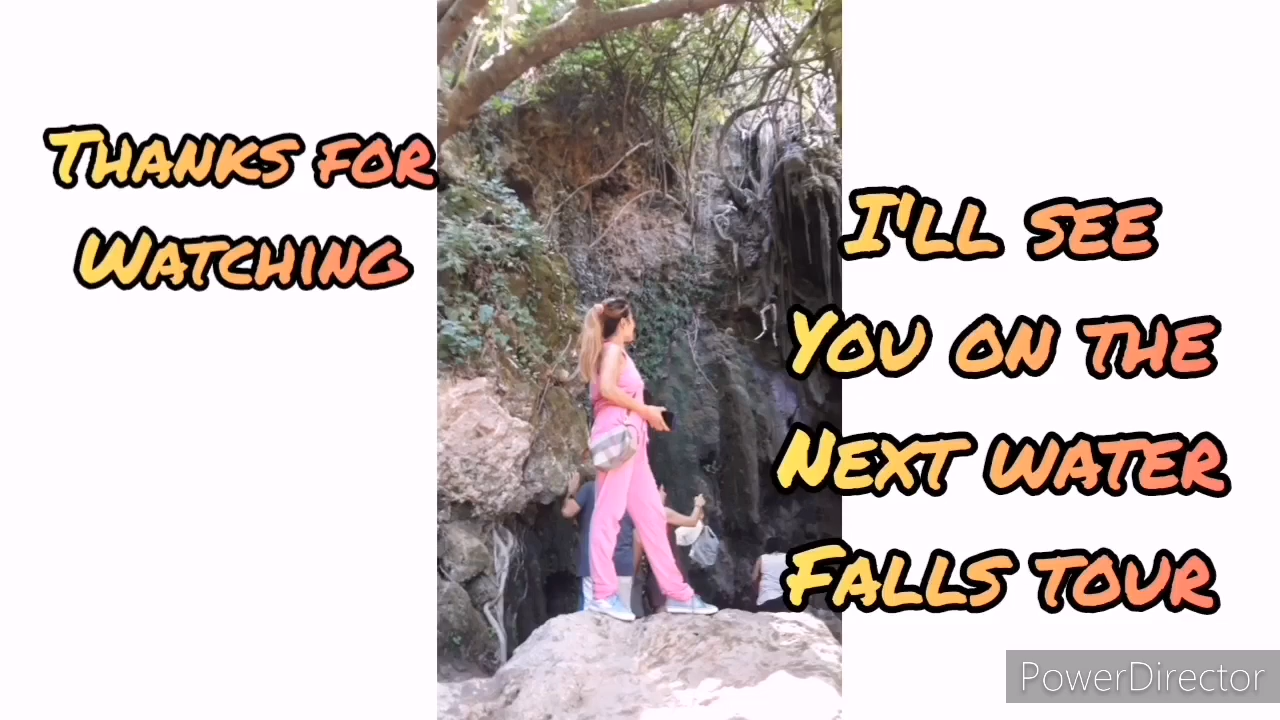 Thanks for
Watching
I'll see
You on the
Next water
Falls tour
PowerDirector